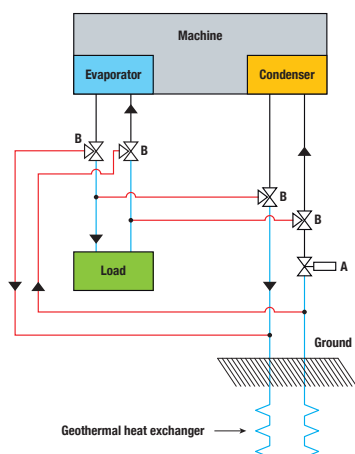 Machine
Evaporator
Condenser
B
B
B
B
A
Load
Ground
Geothermal heat exchanger